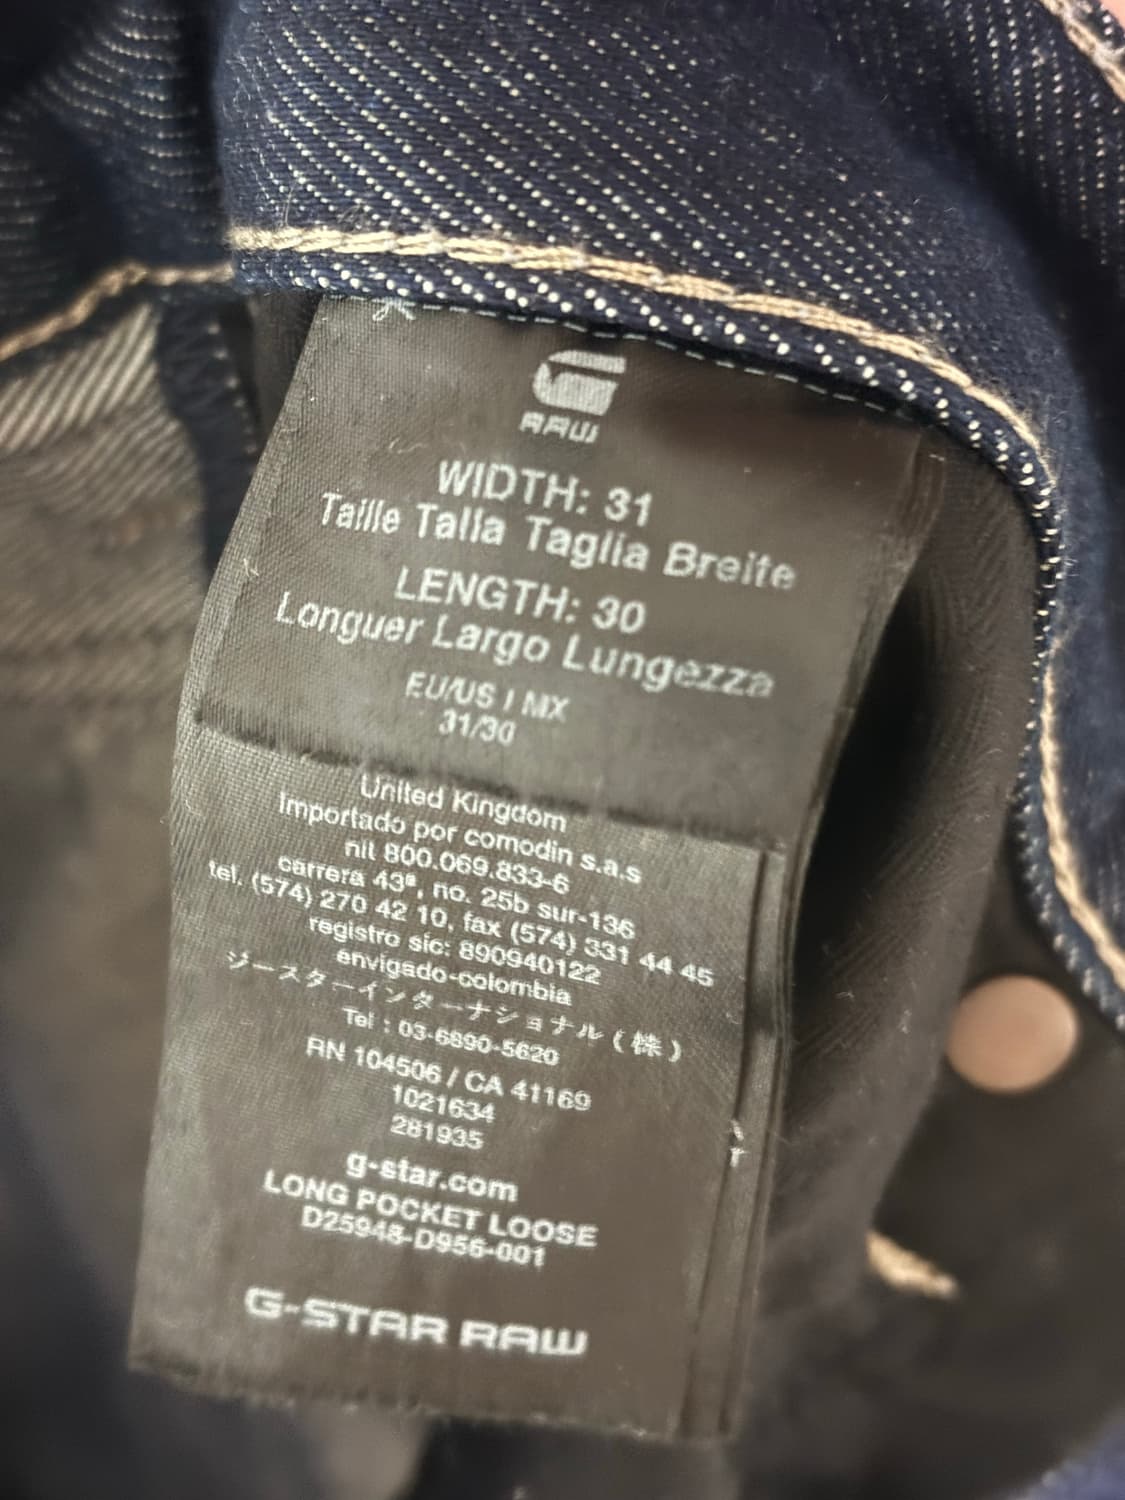 RAW
WIDTH: 31
Taille Talla Taglia Breite
LENGTH: 30
Longuer Largo Lungezza
EU/US | MX
31/30
United Kingdom
Importado por comodin s.a.s
nit 800.069.833-6
carrera 43ª, no. 25b sur-136
tel. (574) 270 42 10, fax (574) 331 44 45
registro sic: 890940122
envigado-colombia
ジースターインターナショナル(株)
Tel : 03-6890-5620
RN 104506 / CA 41169
1021634
281935
g-star.com
LONG POCKET LOOSE
D25948-D956-001
G-STAR RAW